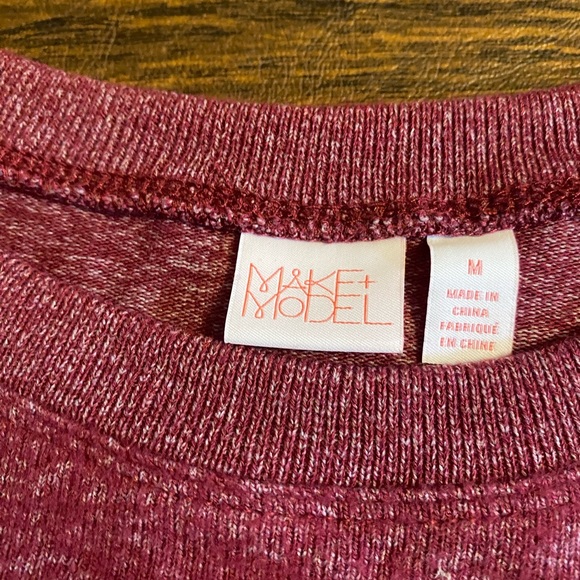 MAKE+
MODEL
M
MADE IN
CHINA
FABRIQUÉ
EN CHINE